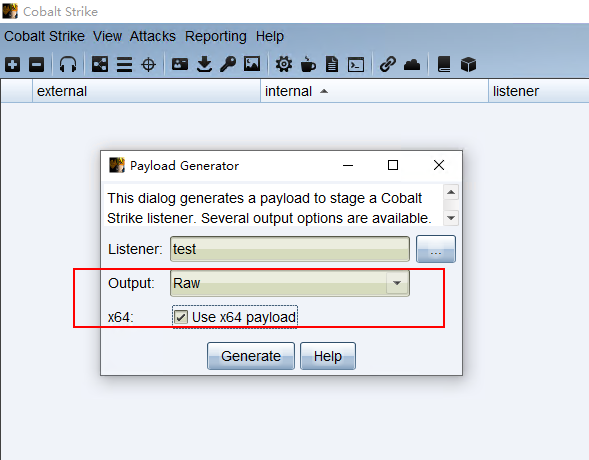 Cobalt Strike
Cobalt Strike View Attacks Reporting Help
external internal listener
Payload Generator
This dialog generates a payload to stage a Cobalt
Strike listener. Several output options are available.
Listener: test ...
Output: Raw
x64: Use x64 payload
Generate Help